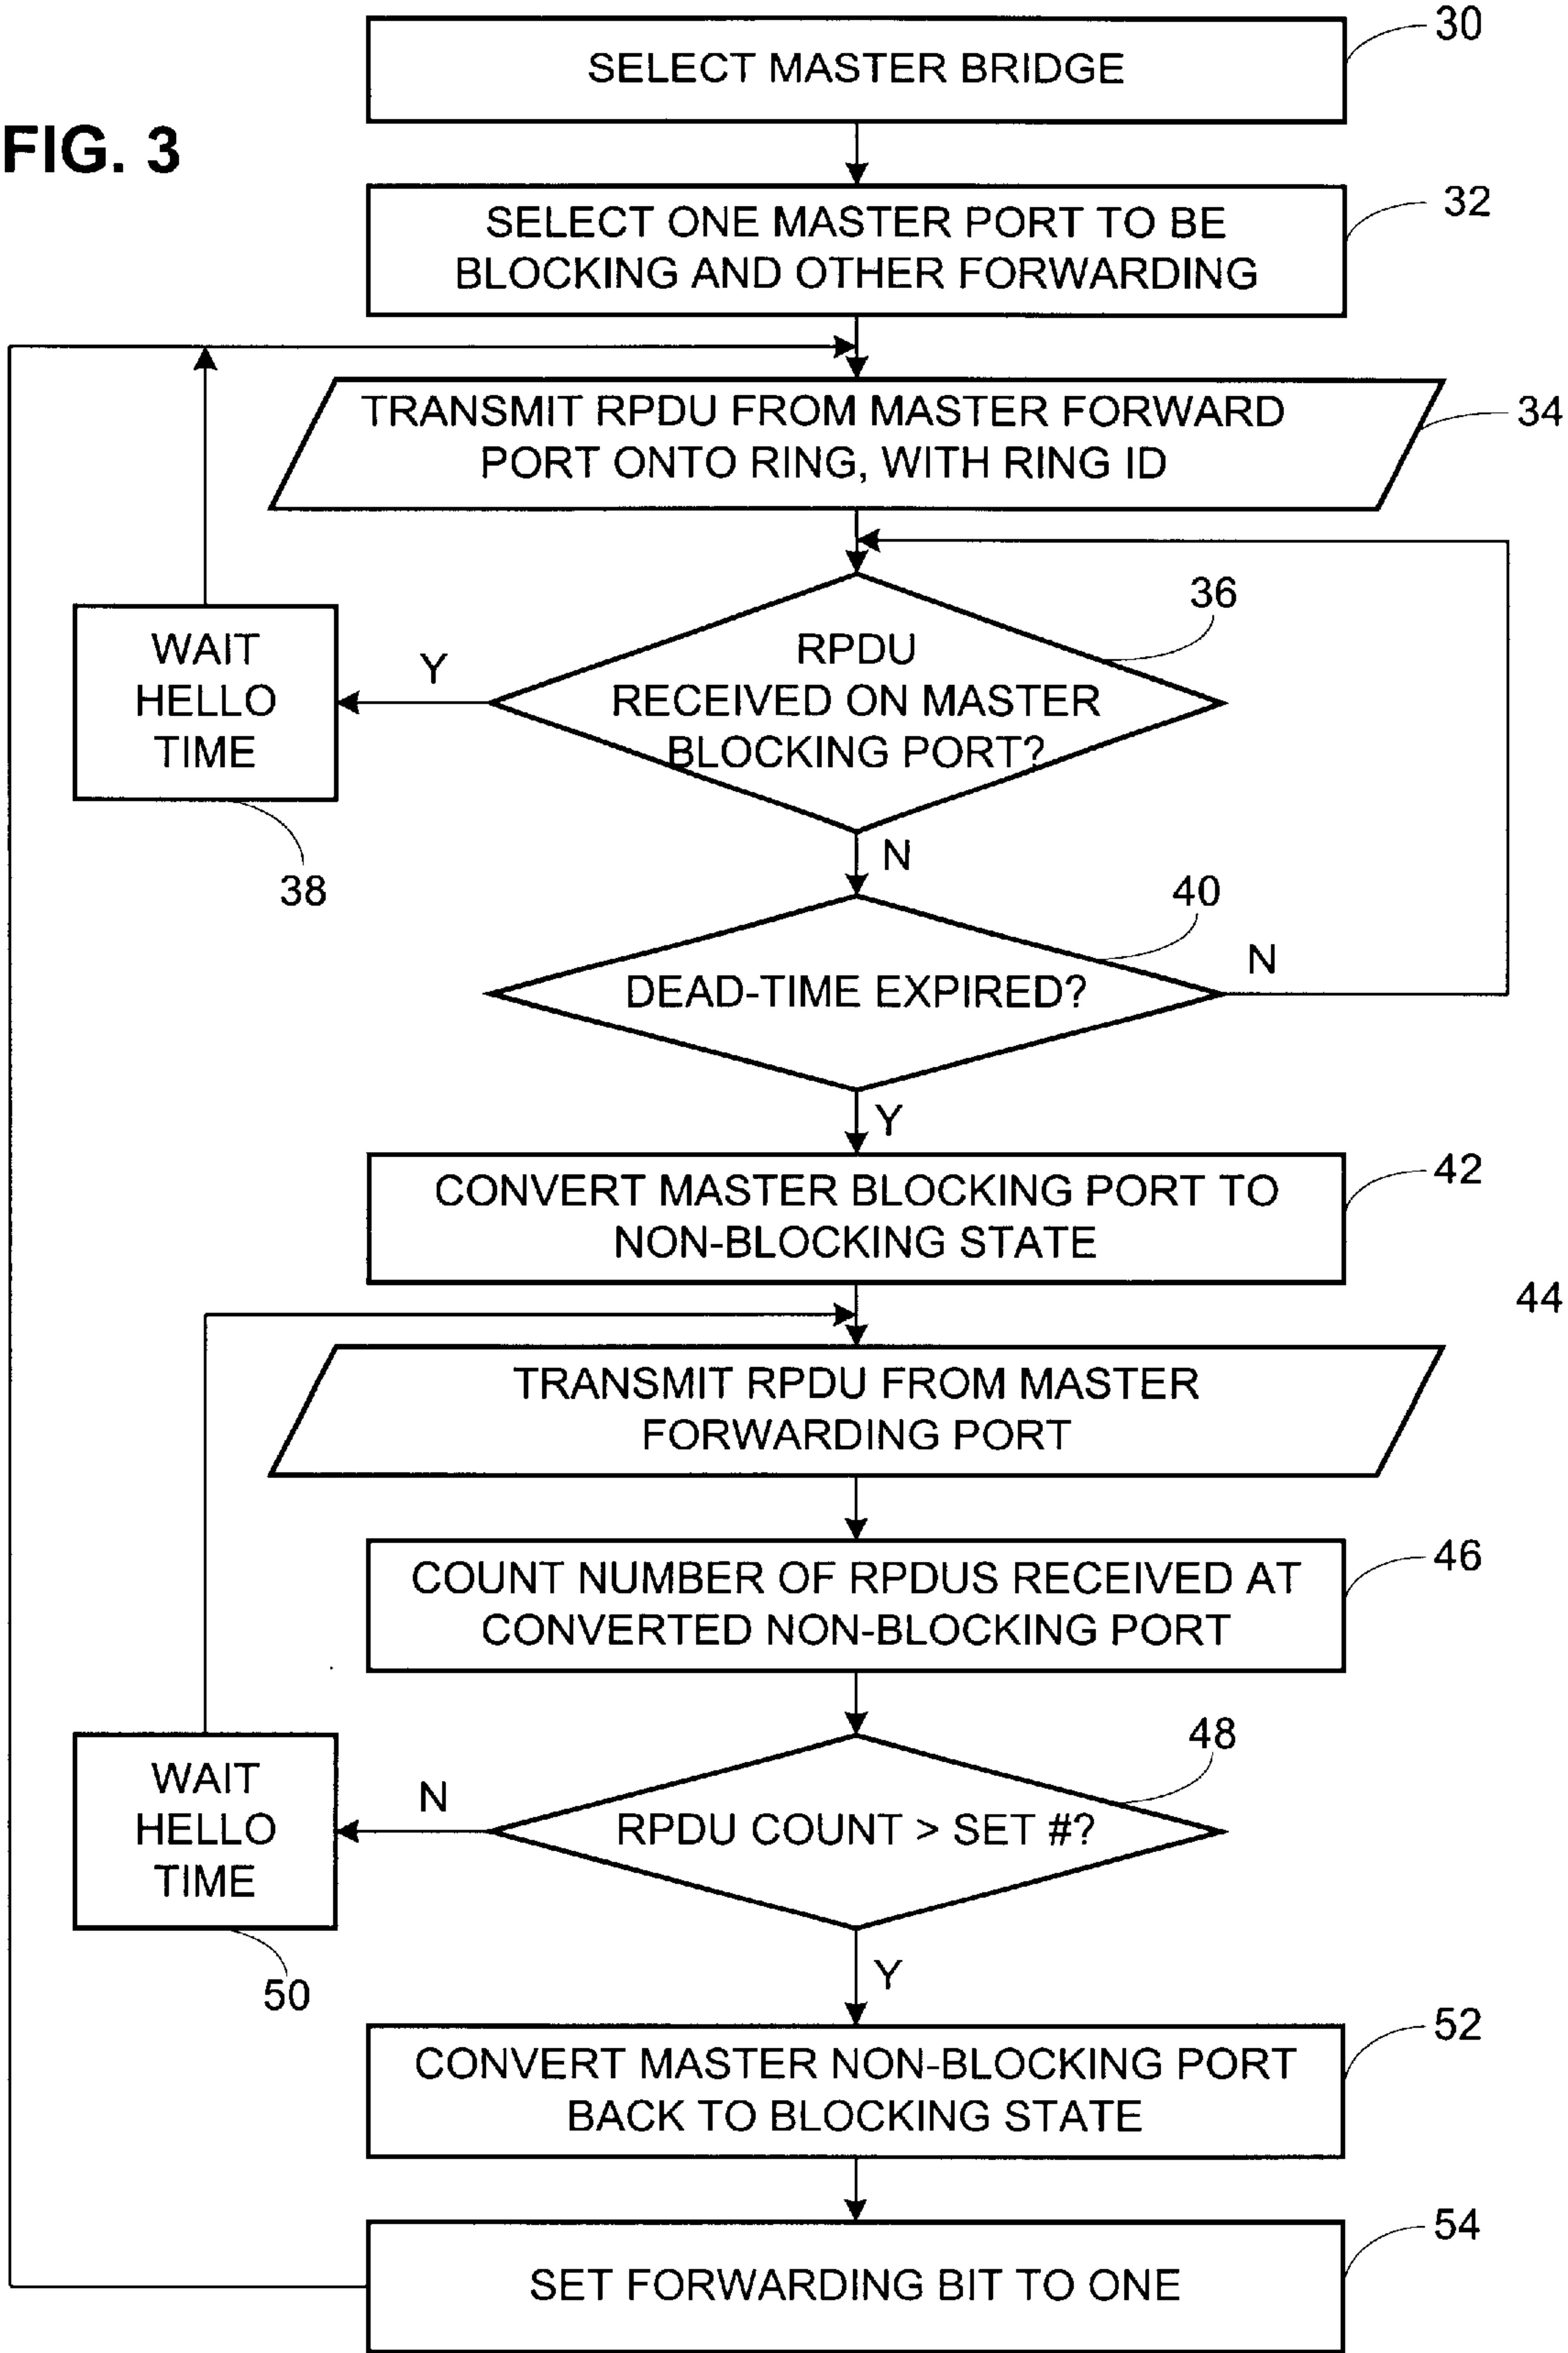 FIG. 3
30
SELECT MASTER BRIDGE
32
SELECT ONE MASTER PORT TO BE
BLOCKING AND OTHER FORWARDING
34
TRANSMIT RPDU FROM MASTER FORWARD
PORT ONTO RING, WITH RING ID
36
RPDU
RECEIVED ON MASTER
BLOCKING PORT?
Y
WAIT
HELLO
TIME
38
N
40
DEAD-TIME EXPIRED?
N
Y
42
CONVERT MASTER BLOCKING PORT TO
NON-BLOCKING STATE
44
TRANSMIT RPDU FROM MASTER
FORWARDING PORT
46
COUNT NUMBER OF RPDUS RECEIVED AT
CONVERTED NON-BLOCKING PORT
48
RPDU COUNT > SET #?
N
WAIT
HELLO
TIME
50
Y
52
CONVERT MASTER NON-BLOCKING PORT
BACK TO BLOCKING STATE
54
SET FORWARDING BIT TO ONE